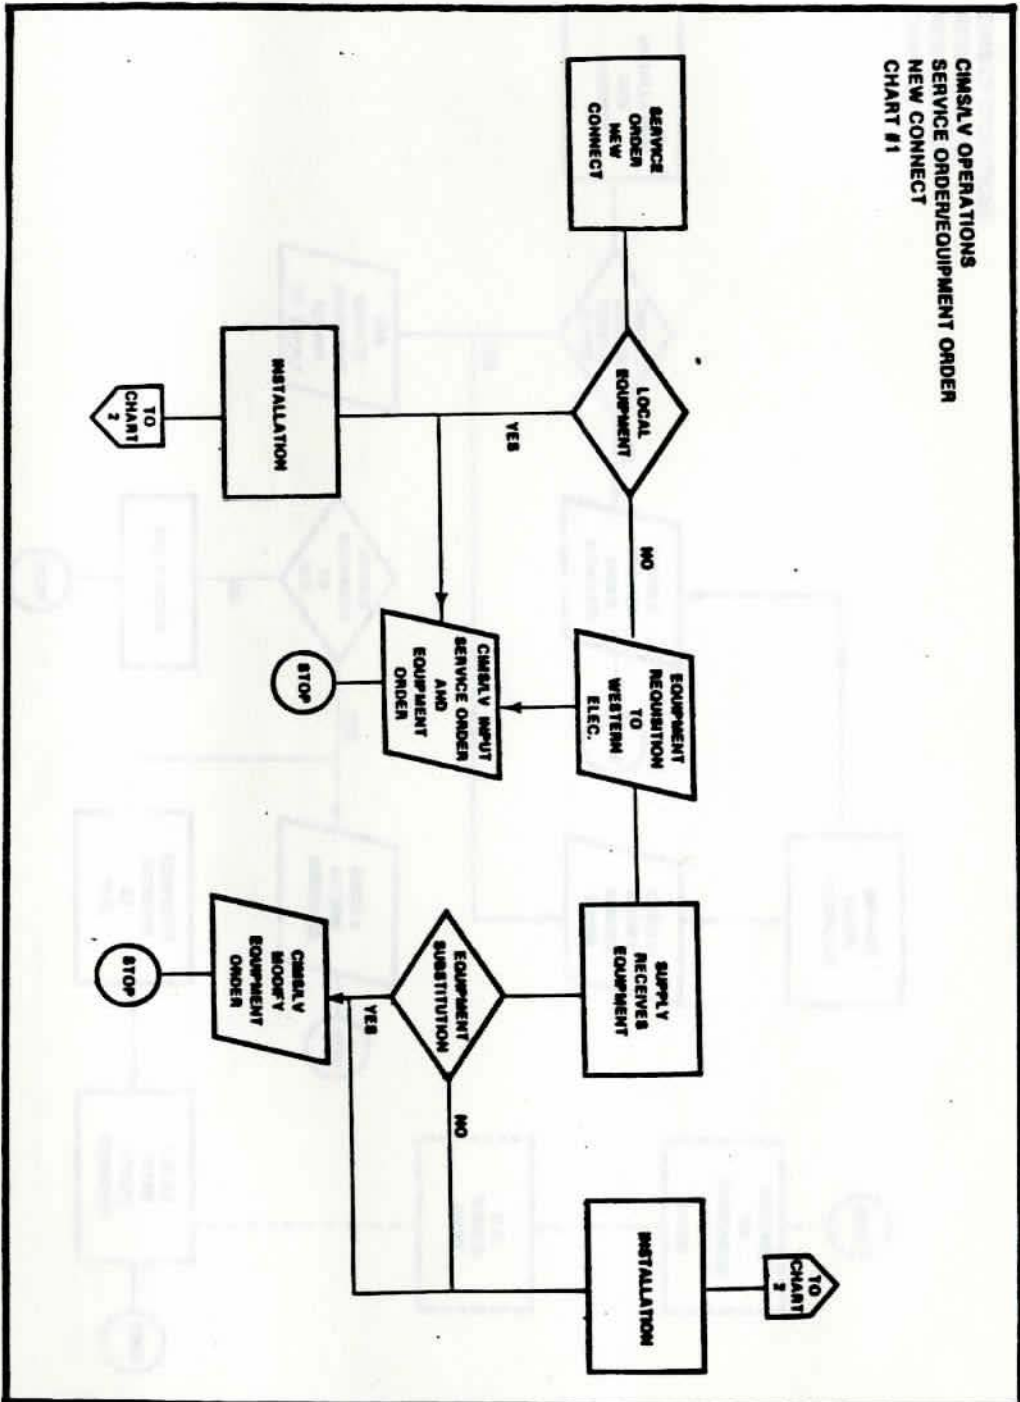 CIMS/LV OPERATIONS
SERVICE ORDER/EQUIPMENT ORDER
NEW CONNECT
CHART #1
SERVICE
ORDER
NEW
CONNECT
LOCAL
EQUIPMENT
NO
YES
EQUIPMENT
REQUISITION
TO
WESTERN
ELEC.
SUPPLY
RECEIVES
EQUIPMENT
INSTALLATION
TO
CHART
2
CIMS/LV INPUT
SERVICE ORDER
AND
EQUIPMENT
ORDER
STOP
EQUIPMENT
SUBSTITUTION
NO
YES
CIMS/LV
MODIFY
EQUIPMENT
ORDER
STOP
INSTALLATION
TO
CHART
2